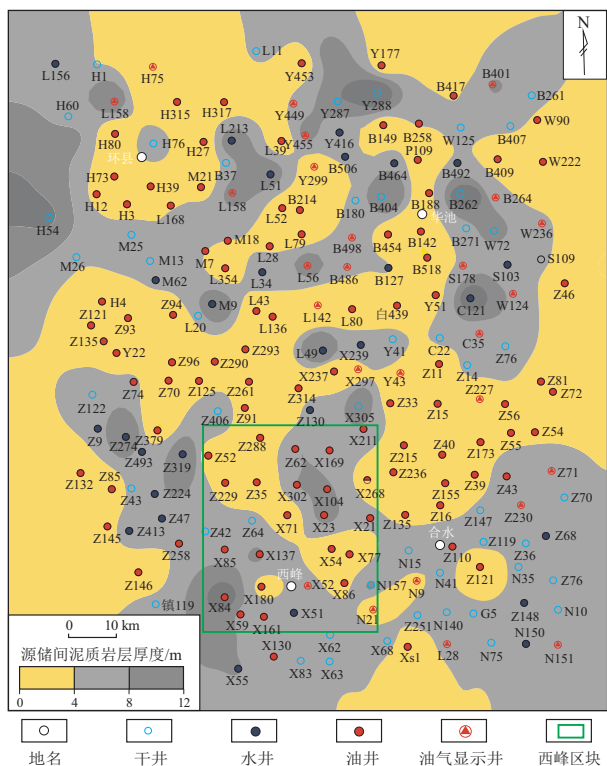 N
L11
Y177
L156
H1
H75
Y453
B401
B417
L158
Y449
Y287
Y288
B261
H60
H315
H317
L213
W90
H80
H76
H27
L39
Y455
Y416
B149
B258
W125
B407
环县
B506
P109
H73
H39
M21
B37
L51
Y299
B464
B492
B409
W222
H12
H3
L168
L158
L52
B214
B180
B404
B188
B262
B264
华池
H54
M25
M18
L79
B498
B454
B142
B271
W72
W236
M26
M13
M7
L28
M62
L354
L34
L56
B486
B127
B518
S178
S103
S109
H4
Z94
M9
L43
L142
L80
白439
Y51
C121
W124
Z46
Z121
Z93
L20
L136
Z135
Y22
Z96
Z290
Z293
L49
X239
Y41
C22
C35
Z76
X237
X297
Y43
Z11
Z14
Z74
Z70
Z125
Z261
Z314
Z227
Z81
Z122
Z406
Z91
Z130
X305
Z33
Z15
Z56
Z72
Z9
Z274
Z379
Z288
X211
Z54
Z493
Z319
Z52
Z62
X169
Z215
Z40
Z173
Z55
Z132
Z85
Z43
Z224
Z229
Z35
X302
X104
X268
Z236
Z155
Z39
Z43
Z71
Z145
Z413
Z47
Z42
Z64
X71
X23
X21
Z135
Z16
Z147
Z230
Z70
合水
Z258
X85
X137
X54
X77
N15
Z110
Z119
Z36
Z68
Z146
西峰
X180
X52
X86
N157
N9
N41
Z121
N35
Z76
镇119
X84
X59
X161
X51
N21
Z251
N140
G5
Z148
N10
0 10 km
X130
X62
X68
Xs1
L28
N75
N150
N151
源储间泥质岩层厚度/m
X55
X83
X63
0 4 8 12
地名 干井 水井 油井 油气显示井 西峰区块